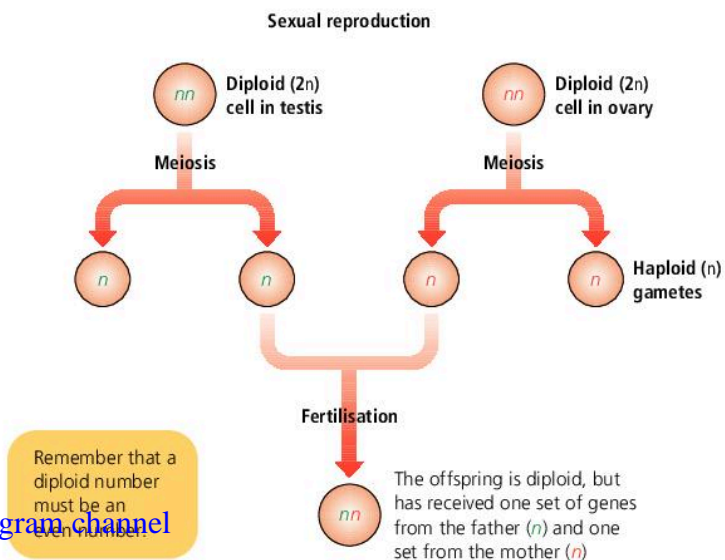 Sexual reproduction
nn
Diploid (2n)
cell in testis
nn
Diploid (2n)
cell in ovary
Meiosis
Meiosis
n
n
n
n
Haploid (n)
gametes
Fertilisation
Remember that a
diploid number
must be an
even number.
gram channel
nn
The offspring is diploid, but
has received one set of genes
from the father (n) and one
set from the mother (n)